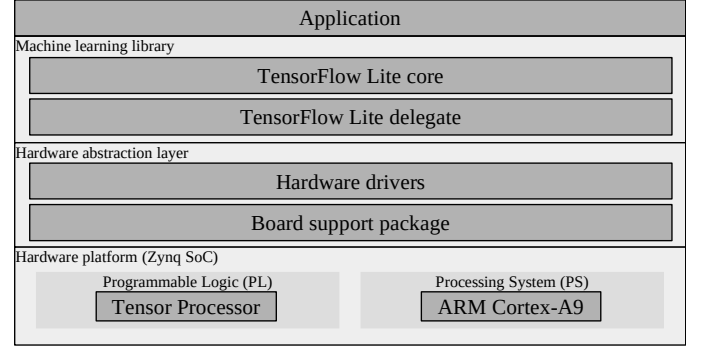 Application
Machine learning library
TensorFlow Lite core
TensorFlow Lite delegate
Hardware abstraction layer
Hardware drivers
Board support package
Hardware platform (Zynq SoC)
Programmable Logic (PL)
Tensor Processor
Processing System (PS)
ARM Cortex-A9